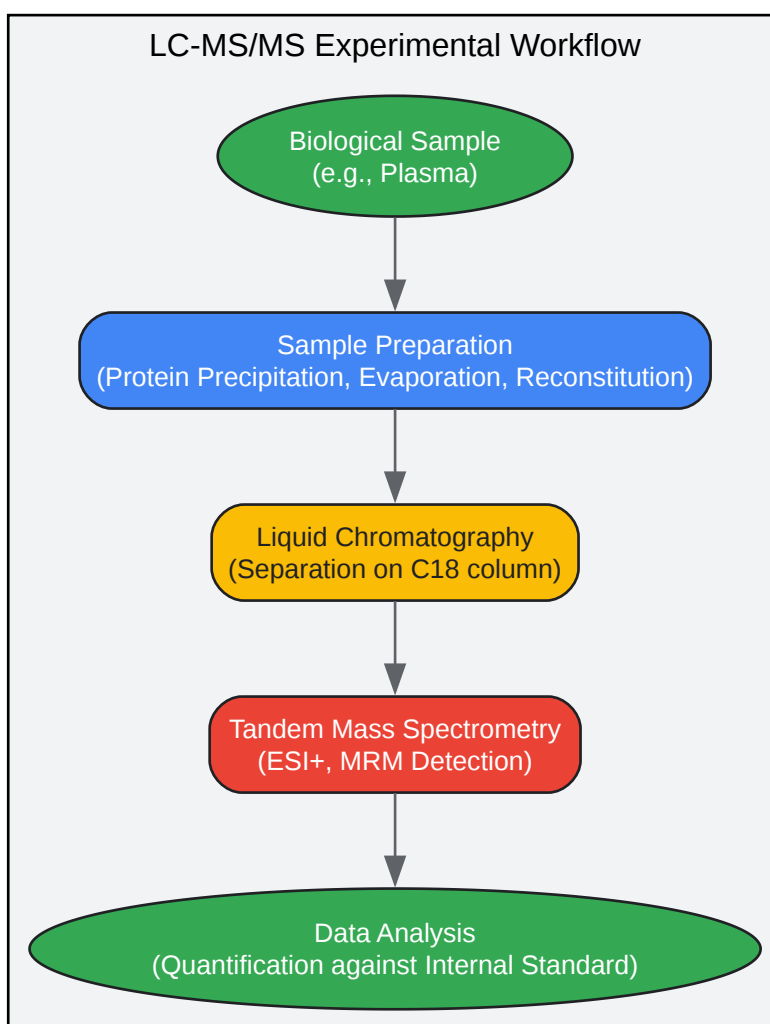 LC-MS/MS Experimental Workflow
Biological Sample
(e.g., Plasma)
Sample Preparation
(Protein Precipitation, Evaporation, Reconstitution)
Liquid Chromatography
(Separation on C18 column)
Tandem Mass Spectrometry
(ESI+, MRM Detection)
Data Analysis
(Quantification against Internal Standard)